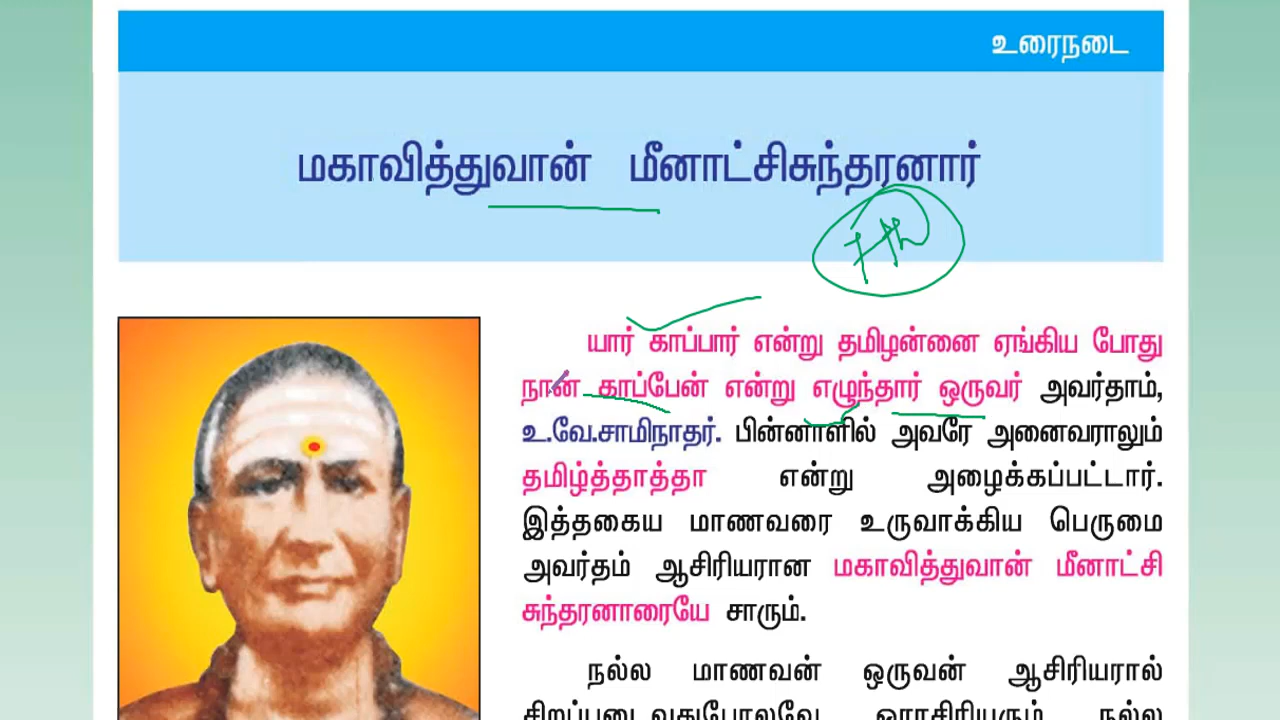 உரைநடை
மகாவித்துவான் மீனாட்சிசுந்தரனார்
யார் காப்பார் என்று தமிழன்னை ஏங்கிய போது
நான் காப்பேன் என்று எழுந்தார் ஒருவர் அவர்தாம்,
உ.வே.சாமிநாதர். பின்னாளில் அவரே அனைவராலும்
தமிழ்த்தாத்தா என்று அழைக்கப்பட்டார்.
இத்தகைய மாணவரை உருவாக்கிய பெருமை
அவர்தம் ஆசிரியரான மகாவித்துவான் மீனாட்சி
சுந்தரனாரையே சாரும்.
நல்ல மாணவன் ஒருவன் ஆசிரியரால்